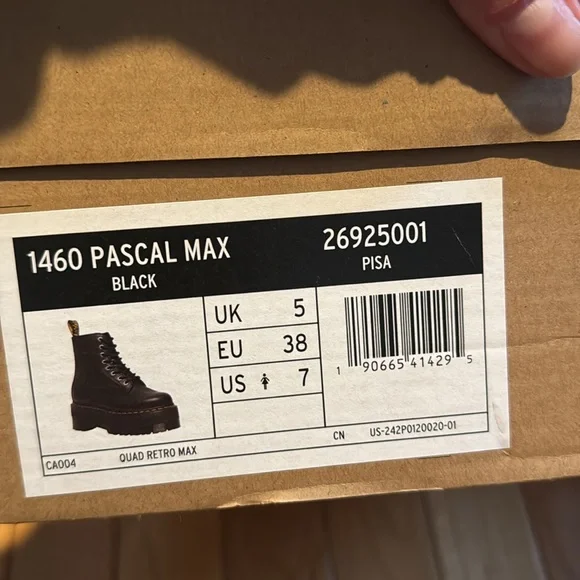 1460 PASCAL MAX
BLACK
26925001
PISA
UK 5
EU 38
US 7
1 90665 41429 5
CA004
QUAD RETRO MAX
CN
US-242P0120020-01